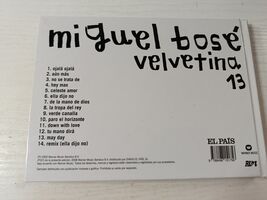 miguel bosé
velvetina
13
1. ojalá ojalá
2. aún más
3. no se trata de
4. hey max
5. celeste amor
6. ella dijo no
7. de la mano de dios
8. la tropa del rey
9. verde canalla
10. para el horizonte
11. down with love
12. tu mano dirá
13. may day
14. remix (ella dijo no)
EL PAÍS